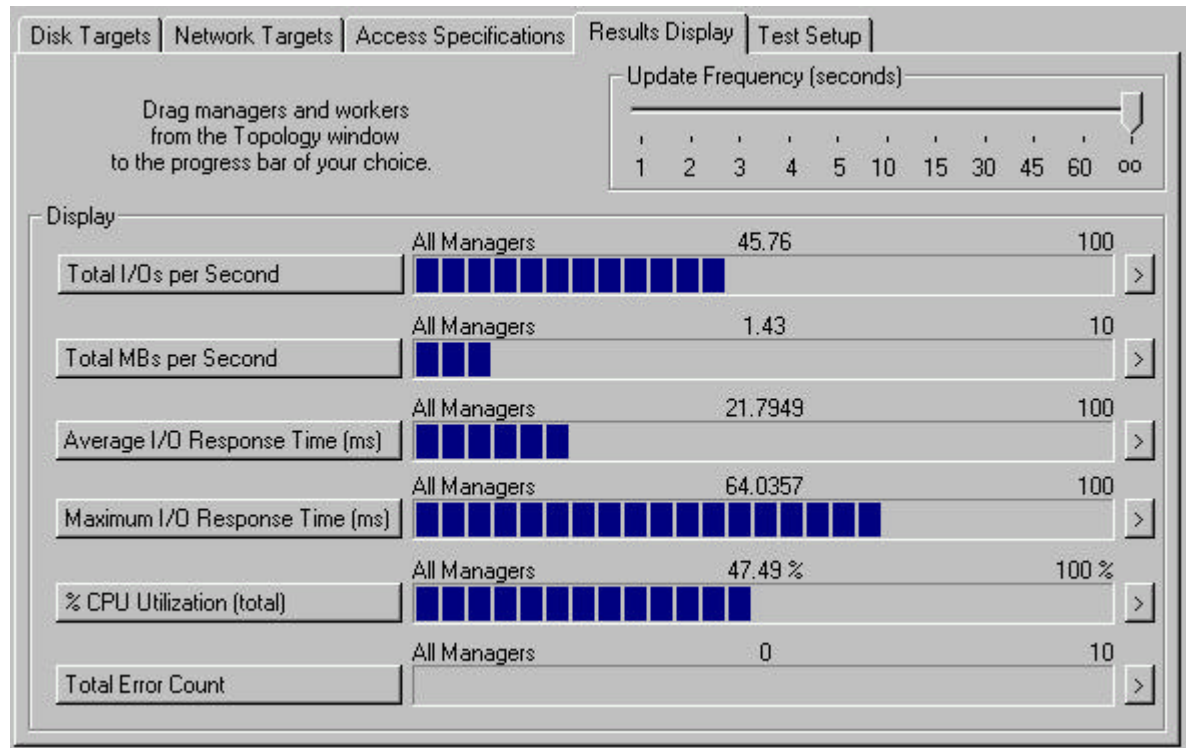 Disk Targets Network Targets Access Specifications Results Display Test Setup
Drag managers and workers
from the Topology window
to the progress bar of your choice.
Update Frequency (seconds)
1 2 3 4 5 10 15 30 45 60 oo
Display
All Managers 45.76 100
Total I/Os per Second >
All Managers 1.43 10
Total MBs per Second >
All Managers 21.7949 100
Average I/O Response Time (ms) >
All Managers 64.0357 100
Maximum I/O Response Time (ms) >
All Managers 47.49 % 100 %
% CPU Utilization (total) >
All Managers 0 10
Total Error Count >